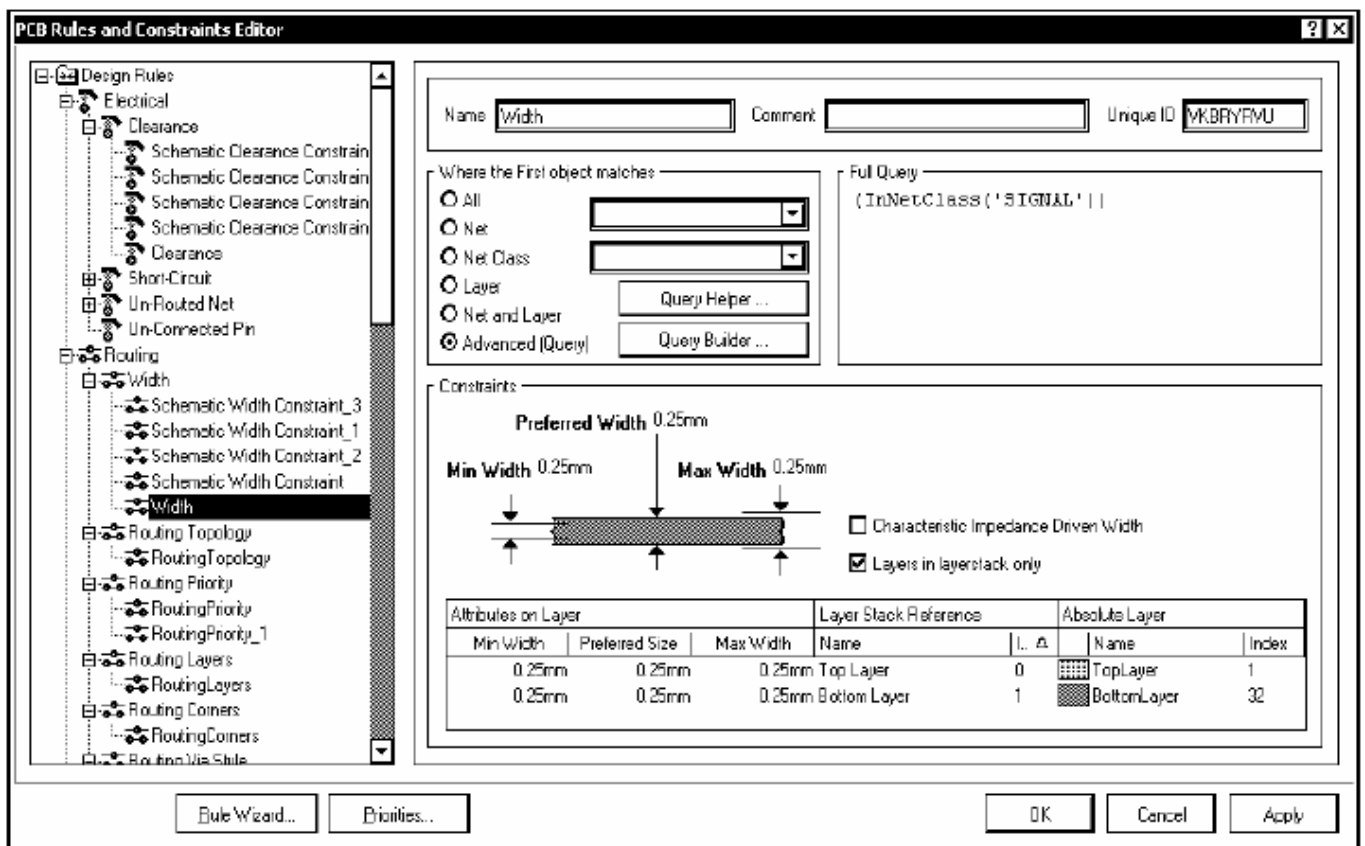 PCB Rules and Constraints Editor
Design Rules
Electrical
Clearance
Schematic Clearance Constrain
Schematic Clearance Constrain
Schematic Clearance Constrain
Schematic Clearance Constrain
Clearance
Short-Circuit
Un-Routed Net
Un-Connected Pin
Routing
Width
Schematic Width Constraint_3
Schematic Width Constraint_1
Schematic Width Constraint_2
Schematic Width Constraint
Width
Routing Topology
RoutingTopology
Routing Priority
RoutingPriority
RoutingPriority_1
Routing Layers
RoutingLayers
Routing Corners
RoutingCorners
Routing Via Style
Name Width Comment Unique ID VKBRYRVU
Where the First object matches
All
Net
Net Class
Layer
Net and Layer
Advanced (Query)
Query Helper ...
Query Builder ...
Full Query
(InNetClass('SIGNAL'))
Constraints
Preferred Width 0.25mm
Min Width 0.25mm Max Width 0.25mm
Characteristic Impedance Driven Width
Layers in layerstack only
Attributes on Layer Layer Stack Reference Absolute Layer
Min Width Preferred Size Max Width Name I.. Name Index
0.25mm 0.25mm 0.25mm Top Layer 0 TopLayer 1
0.25mm 0.25mm 0.25mm Bottom Layer 1 BottomLayer 32
Rule Wizard... Priorities... OK Cancel Apply